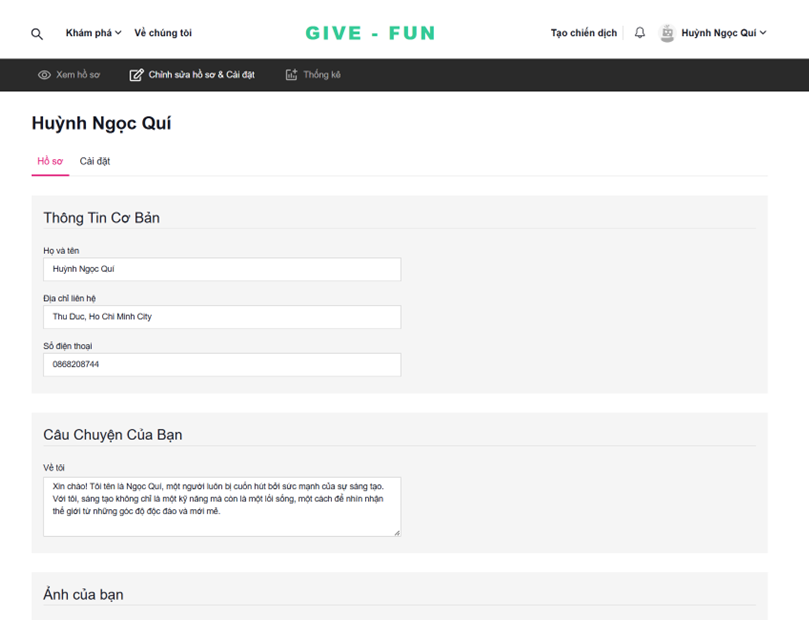 Khám phá Về chúng tôi GIVE - FUN Tạo chiến dịch Huỳnh Ngọc Quí
Xem hồ sơ Chỉnh sửa hồ sơ & Cài đặt Thống kê
Huỳnh Ngọc Quí
Hồ sơ Cài đặt
Thông Tin Cơ Bản
Họ và tên
Huỳnh Ngọc Quí
Địa chỉ liên hệ
Thu Duc, Ho Chi Minh City
Số điện thoại
0868208744
Câu Chuyện Của Bạn
Về tôi
Xin chào! Tôi tên là Ngọc Quí, một người luôn bị cuốn hút bởi sức mạnh của sự sáng tạo.
Với tôi, sáng tạo không chỉ là một kỹ năng mà còn là một lối sống, một cách để nhìn nhận
thế giới từ những góc độ độc đáo và mới mẻ.
Ảnh của bạn